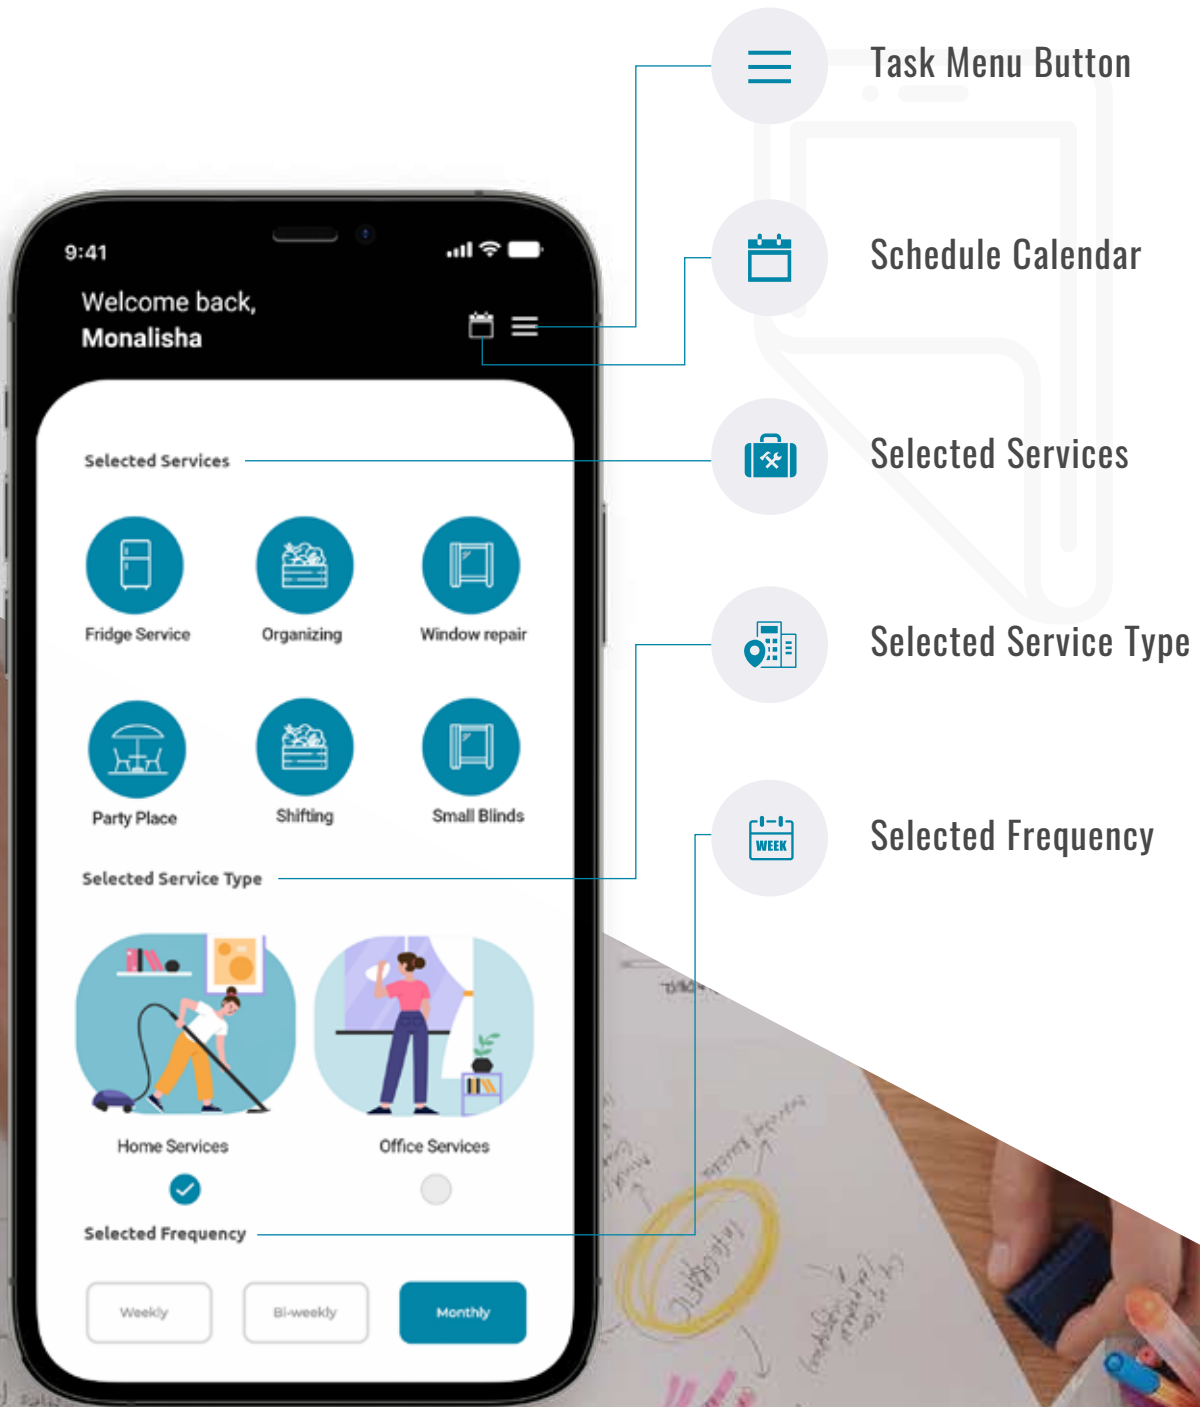 Task Menu Button
Schedule Calendar
Selected Services
Selected Service Type
WEEK
Selected Frequency
9:41
Welcome back,
Monalisha
Selected Services
Fridge Service
Organizing
Window repair
Party Place
Shifting
Small Blinds
Selected Service Type
Home Services
Office Services
Selected Frequency
Weekly
Bi-weekly
Monthly